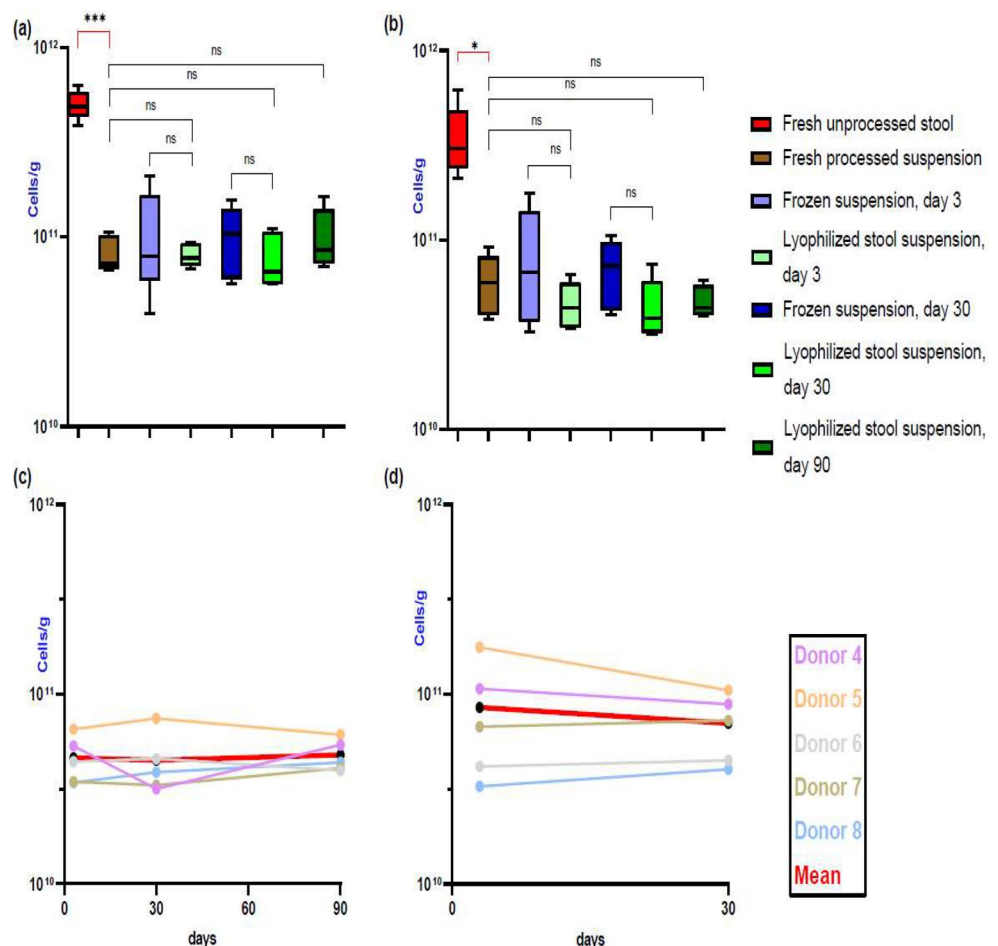 (a)
***
ns
ns
ns
ns
ns
10¹²
10¹¹
10¹⁰
Cells/g
(b)
*
ns
ns
ns
ns
ns
10¹²
10¹¹
10¹⁰
Cells/g
Fresh unprocessed stool
Fresh processed suspension
Frozen suspension, day 3
Lyophilized stool suspension,
day 3
Frozen suspension, day 30
Lyophilized stool suspension,
day 30
Lyophilized stool suspension,
day 90
(c)
10¹²
10¹¹
10¹⁰
Cells/g
0
30
90
days
(d)
10¹²
10¹¹
10¹⁰
Cells/g
0
30
days
Donor 4
Donor 5
Donor 6
Donor 7
Donor 8
Mean